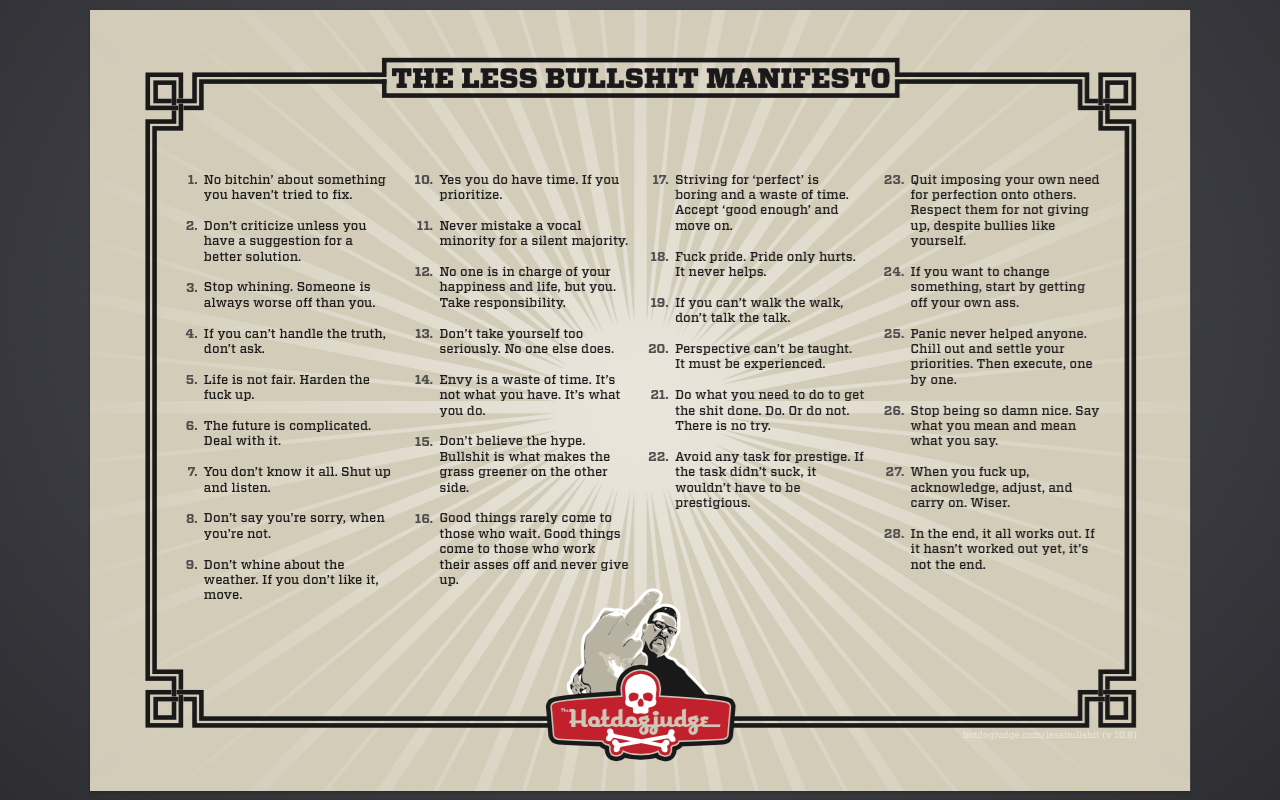 THE LESS BULLSHIT MANIFESTO
1. No bitchin’ about something
you haven’t tried to fix.
2. Don’t criticize unless you
have a suggestion for a
better solution.
3. Stop whining. Someone is
always worse off than you.
4. If you can’t handle the truth,
don’t ask.
5. Life is not fair. Harden the
fuck up.
6. The future is complicated.
Deal with it.
7. You don’t know it all. Shut up
and listen.
8. Don’t say you’re sorry, when
you’re not.
9. Don’t whine about the
weather. If you don’t like it,
move.
10. Yes you do have time. If you
prioritize.
11. Never mistake a vocal
minority for a silent majority.
12. No one is in charge of your
happiness and life, but you.
Take responsibility.
13. Don’t take yourself too
seriously. No one else does.
14. Envy is a waste of time. It’s
not what you have. It’s what
you do.
15. Don’t believe the hype.
Bullshit is what makes the
grass greener on the other
side.
16. Good things rarely come to
those who wait. Good things
come to those who work
their asses off and never give
up.
17. Striving for ‘perfect’ is
boring and a waste of time.
Accept ‘good enough’ and
move on.
18. Fuck pride. Pride only hurts.
It never helps.
19. If you can’t walk the walk,
don’t talk the talk.
20. Perspective can’t be taught.
It must be experienced.
21. Do what you need to do to get
the shit done. Do. Or do not.
There is no try.
22. Avoid any task for prestige. If
the task didn’t suck, it
wouldn’t have to be
prestigious.
23. Quit imposing your own need
for perfection onto others.
Respect them for not giving
up, despite bullies like
yourself.
24. If you want to change
something, start by getting
off your own ass.
25. Panic never helped anyone.
Chill out and settle your
priorities. Then execute, one
by one.
26. Stop being so damn nice. Say
what you mean and mean
what you say.
27. When you fuck up,
acknowledge, adjust, and
carry on. Wiser.
28. In the end, it all works out. If
it hasn’t worked out yet, it’s
not the end.
The
Hotdogjudge
hotdogjudge.com/lessbullshit (v 10.6)